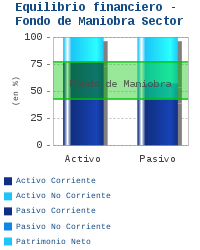 Equilibrio financiero -
Fondo de Maniobra Sector
(en %)
100
75
50
25
0
Fondo de Maniobra
Activo
Pasivo
Activo Corriente
Activo No Corriente
Pasivo Corriente
Pasivo No Corriente
Patrimonio Neto